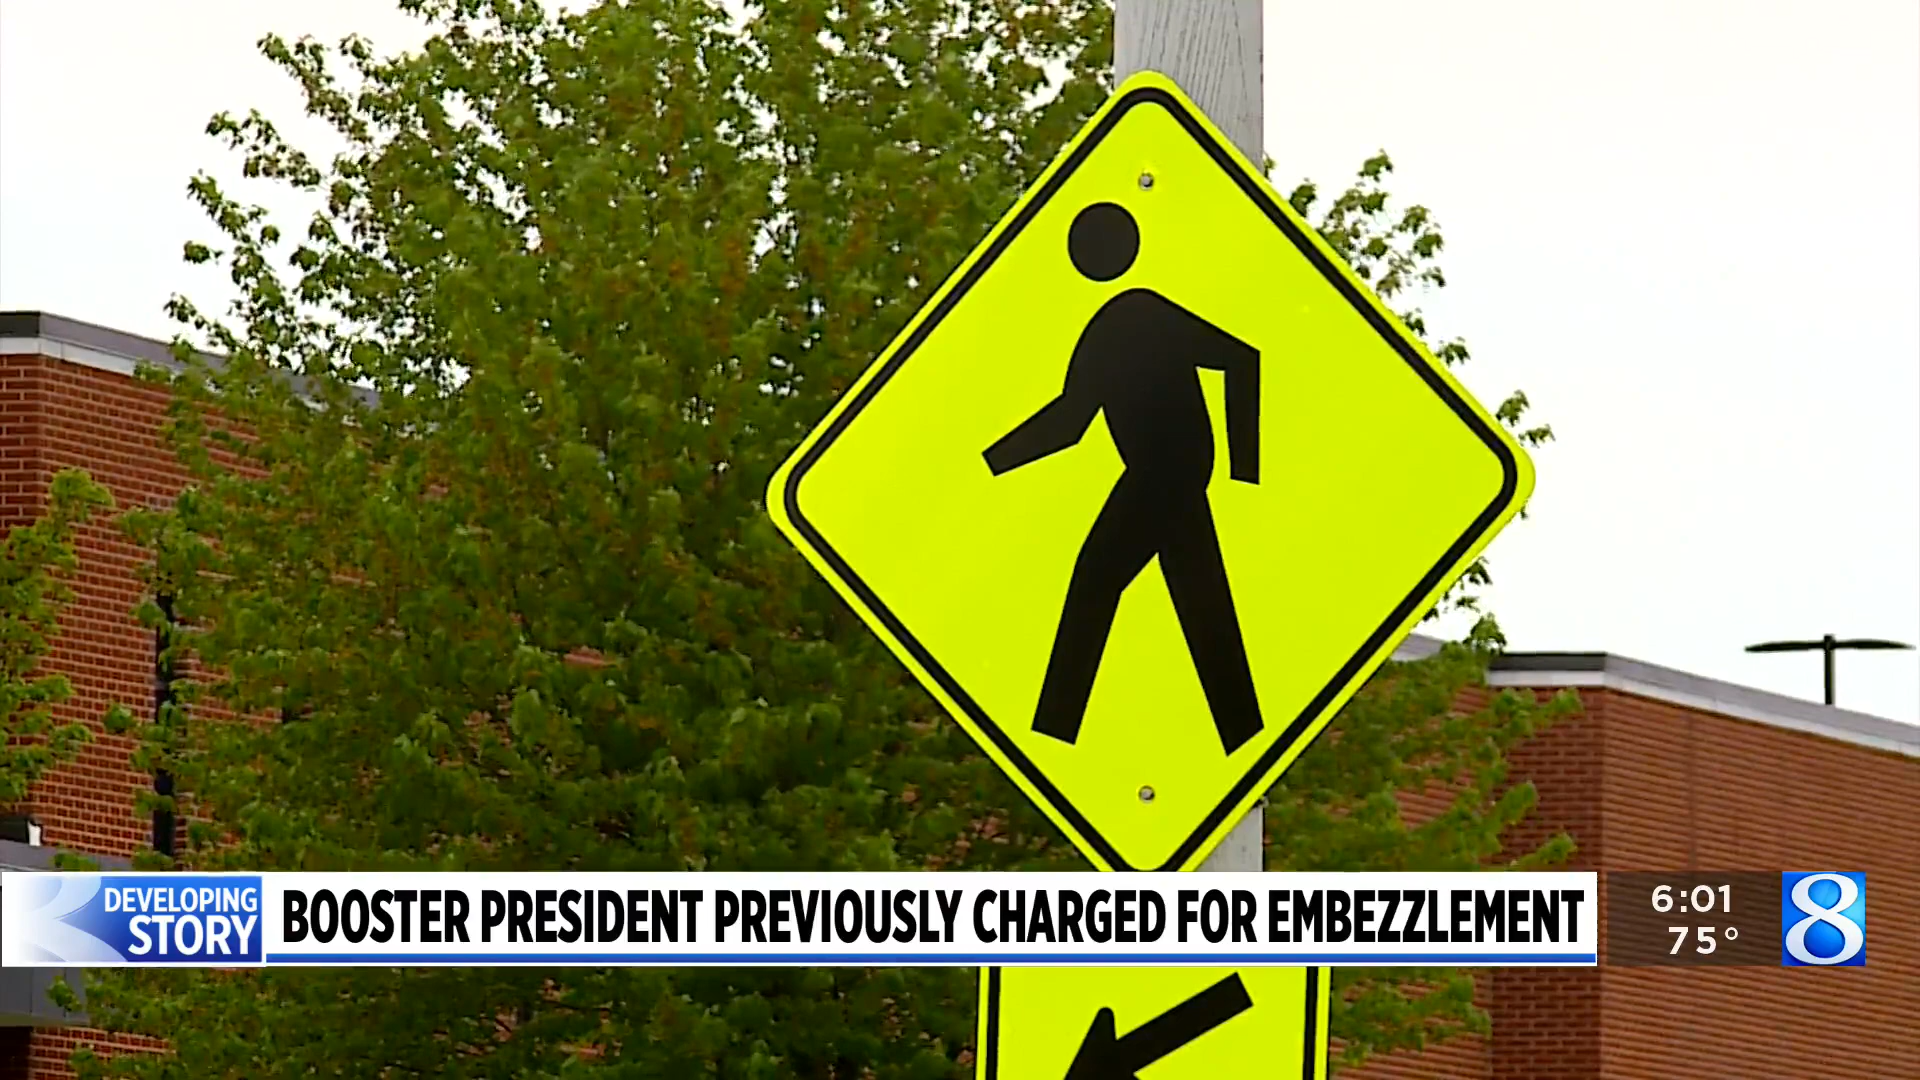 DEVELOPING
STORY
BOOSTER PRESIDENT PREVIOUSLY CHARGED FOR EMBEZZLEMENT
6:01
75°
8